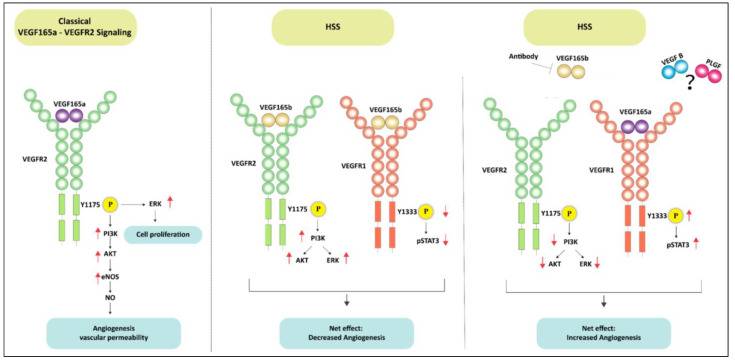 Classical
VEGF165a - VEGFR2 Signaling
VEGF165a
VEGFR2
Y1175
P
ERK
PI3K
Cell proliferation
AKT
eNOS
NO
Angiogenesis
vascular permeability
HSS
VEGF165b
VEGF165b
VEGFR2
VEGFR1
Y1175
P
Y1333
P
PI3K
pSTAT3
AKT
ERK
Net effect:
Decreased Angiogenesis
HSS
Antibody
VEGF165b
VEGF B
?
PLGF
VEGF165a
VEGFR2
VEGFR1
Y1175
P
Y1333
P
PI3K
pSTAT3
AKT
ERK
Net effect:
Increased Angiogenesis